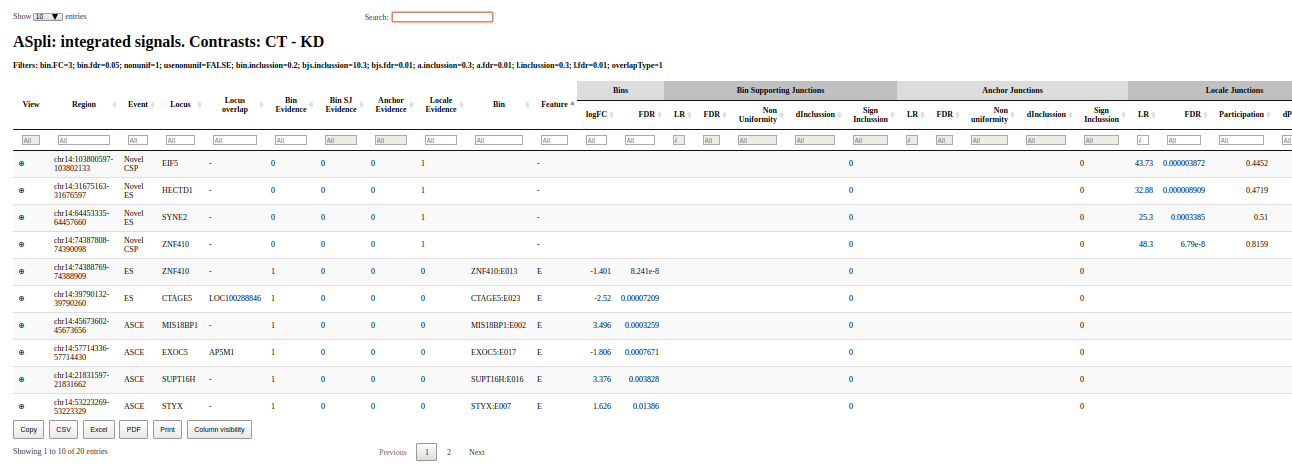 Show 10 entries Search:
ASpli: integrated signals. Contrasts: CT - KD
Filters: bin.FC=3; bin.fdr=0.05; nonunif=1; usenonunif=FALSE; bin.inclussion=0.2; bjs.inclussion=10.3; bjs.fdr=0.01; a.inclussion=0.3; a.fdr=0.01; l.inclussion=0.3; l.fdr=0.01; overlapType=1
Bins Bin Supporting Junctions Anchor Junctions Locale Junctions
View Region Event Locus Locus overlap Bin Evidence Bin SJ Evidence Anchor Evidence Locale Evidence Bin Feature logFC FDR LR FDR Non Uniformity dInclussion Sign Inclussion LR FDR Non uniformity dInclussion Sign Inclussion LR FDR Participation dP
All All All All All All All All All All All All All All All All All All All All All All All All All
chr14:103800597-103802133 Novel CSP EIF5 - 0 0 0 1 - 0 0 43.73 0.000003872 0.4452
chr14:31675163-31676597 Novel ES HECTD1 - 0 0 0 1 - 0 0 32.88 0.000008909 0.4719
chr14:64453335-64457660 Novel ES SYNE2 - 0 0 0 1 - 0 0 25.3 0.0003385 0.51
chr14:74387808-74390098 Novel CSP ZNF410 - 0 0 0 1 - 0 0 48.3 6.79e-8 0.8159
chr14:74388769-74388909 ES ZNF410 - 1 0 0 0 ZNF410:E013 E -1.401 8.241e-8 0 0
chr14:39790132-39790260 ES CTAGE5 LOC100288846 1 0 0 0 CTAGE5:E023 E -2.52 0.00007209 0 0
chr14:45673602-45673656 ASCE MIS18BP1 - 1 0 0 0 MIS18BP1:E002 E 3.496 0.0003259 0 0
chr14:57714336-57714430 ASCE EXOC5 AP5M1 1 0 0 0 EXOC5:E017 E -1.806 0.0007671 0 0
chr14:21831597-21831662 ASCE SUPT16H - 1 0 0 0 SUPT16H:E016 E 3.376 0.003828 0 0
chr14:53223269-53223329 ASCE STYX - 1 0 0 0 STYX:E007 E 1.626 0.01386 0 0
Copy CSV Excel PDF Print Column visibility
Showing 1 to 10 of 20 entries Previous 1 2 Next